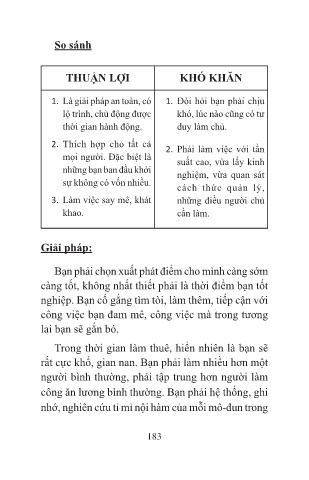 So sánh
THUẬN LỢI
1. Là giải pháp an toàn, có
lộ trình, chủ động được
thời gian hành động.
2. Thích hợp cho tất cả
mọi người. Đặc biệt là
những bạn ban đầu khởi
sự không có vốn nhiều.
3. Làm việc say mê, khát
khao.
KHÓ KHĂN
1. Đòi hỏi bạn phải chịu
khó, lúc nào cũng có tư
duy làm chủ.
2. Phải làm việc với tần
suất cao, vừa lấy kinh
nghiệm, vừa quan sát
cách thức quản lý,
những điều người chủ
cần làm.
Giải pháp:
Bạn phải chọn xuất phát điểm cho mình càng sớm
càng tốt, không nhất thiết phải là thời điểm bạn tốt
nghiệp. Bạn cố gắng tìm tòi, làm thêm, tiếp cận với
công việc bạn đam mê, công việc mà trong tương
lai bạn sẽ gắn bó.
Trong thời gian làm thuê, hiển nhiên là bạn sẽ
rất cực khổ, gian nan. Bạn phải làm nhiều hơn một
người bình thường, phải tập trung hơn người làm
công ăn lương bình thường. Bạn phải hệ thống, ghi
nhớ, nghiên cứu tỉ mỉ nội hàm của mỗi mô-đun trong
183